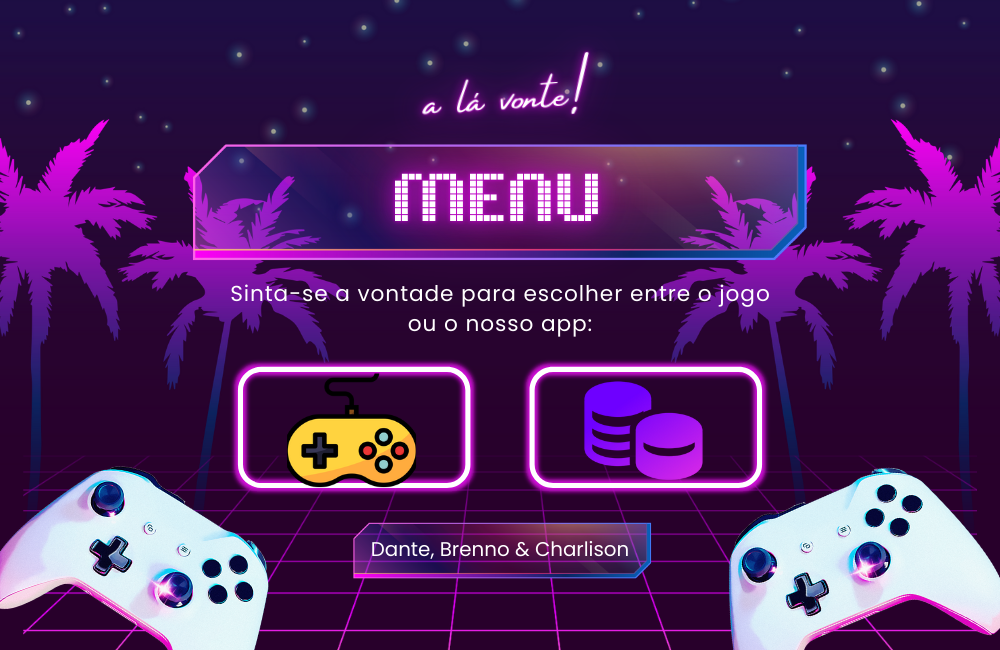 a lá vonte!
MENU
Sinta-se a vontade para escolher entre o jogo
ou o nosso app:
Dante, Brenno & Charlison